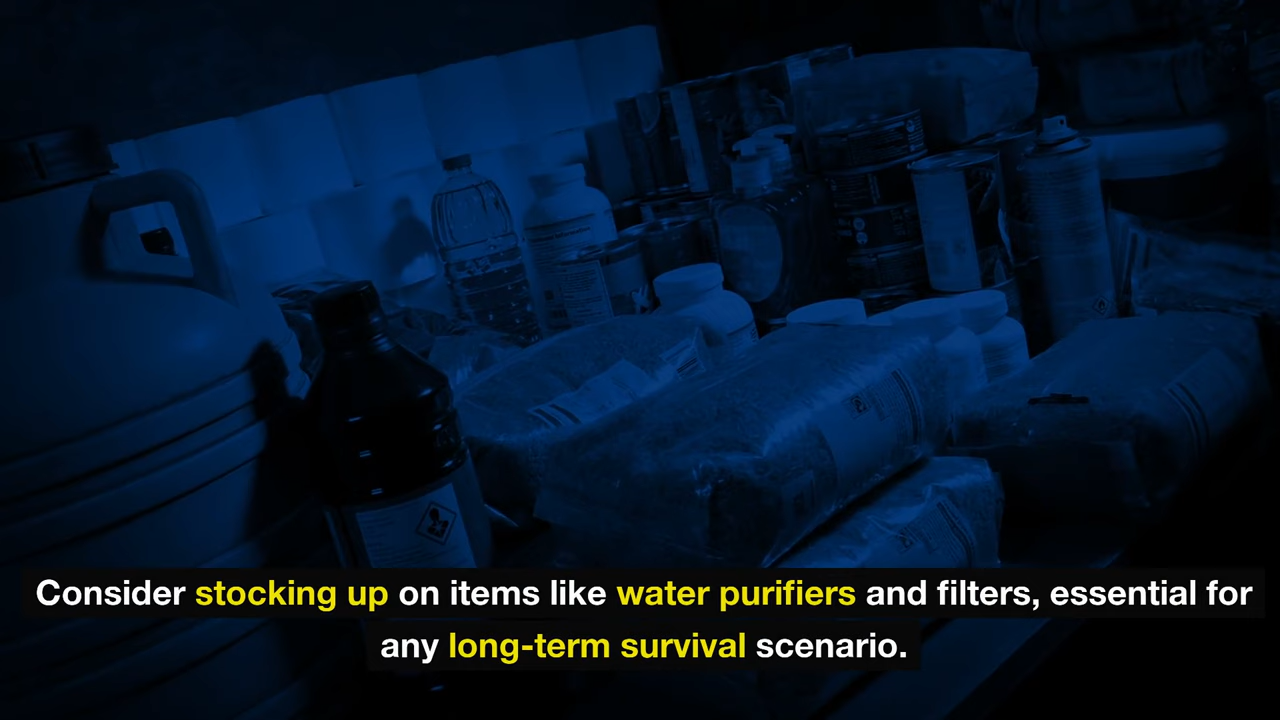 Consider stocking up on items like water purifiers and filters, essential for
any long-term survival scenario.